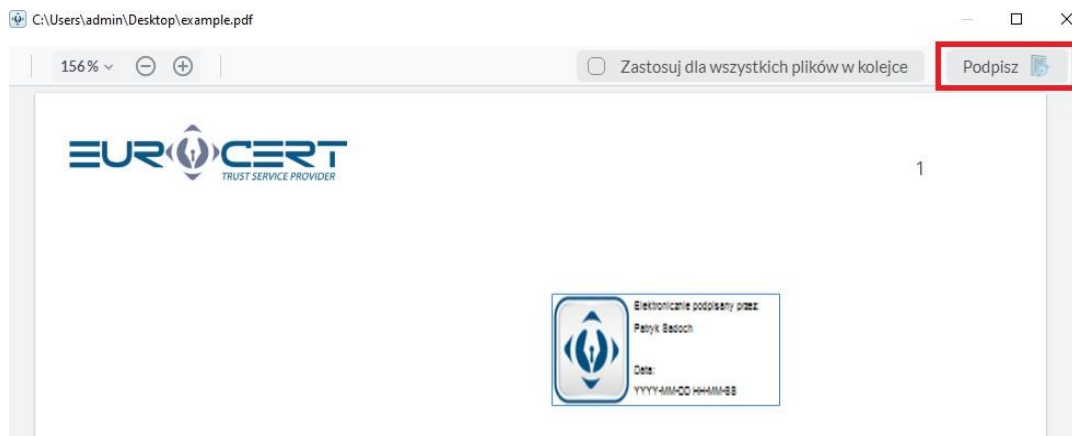 C:\Users\admin\Desktop\example.pdf
156%
Zastosuj dla wszystkich plików w kolejce
Podpisz
EUROCERT
TRUST SERVICE PROVIDER
1
Elektronicznie podpisany przez:
Patryk Sadoch
Data:
YYYY-MM-DD HH-MM-SS